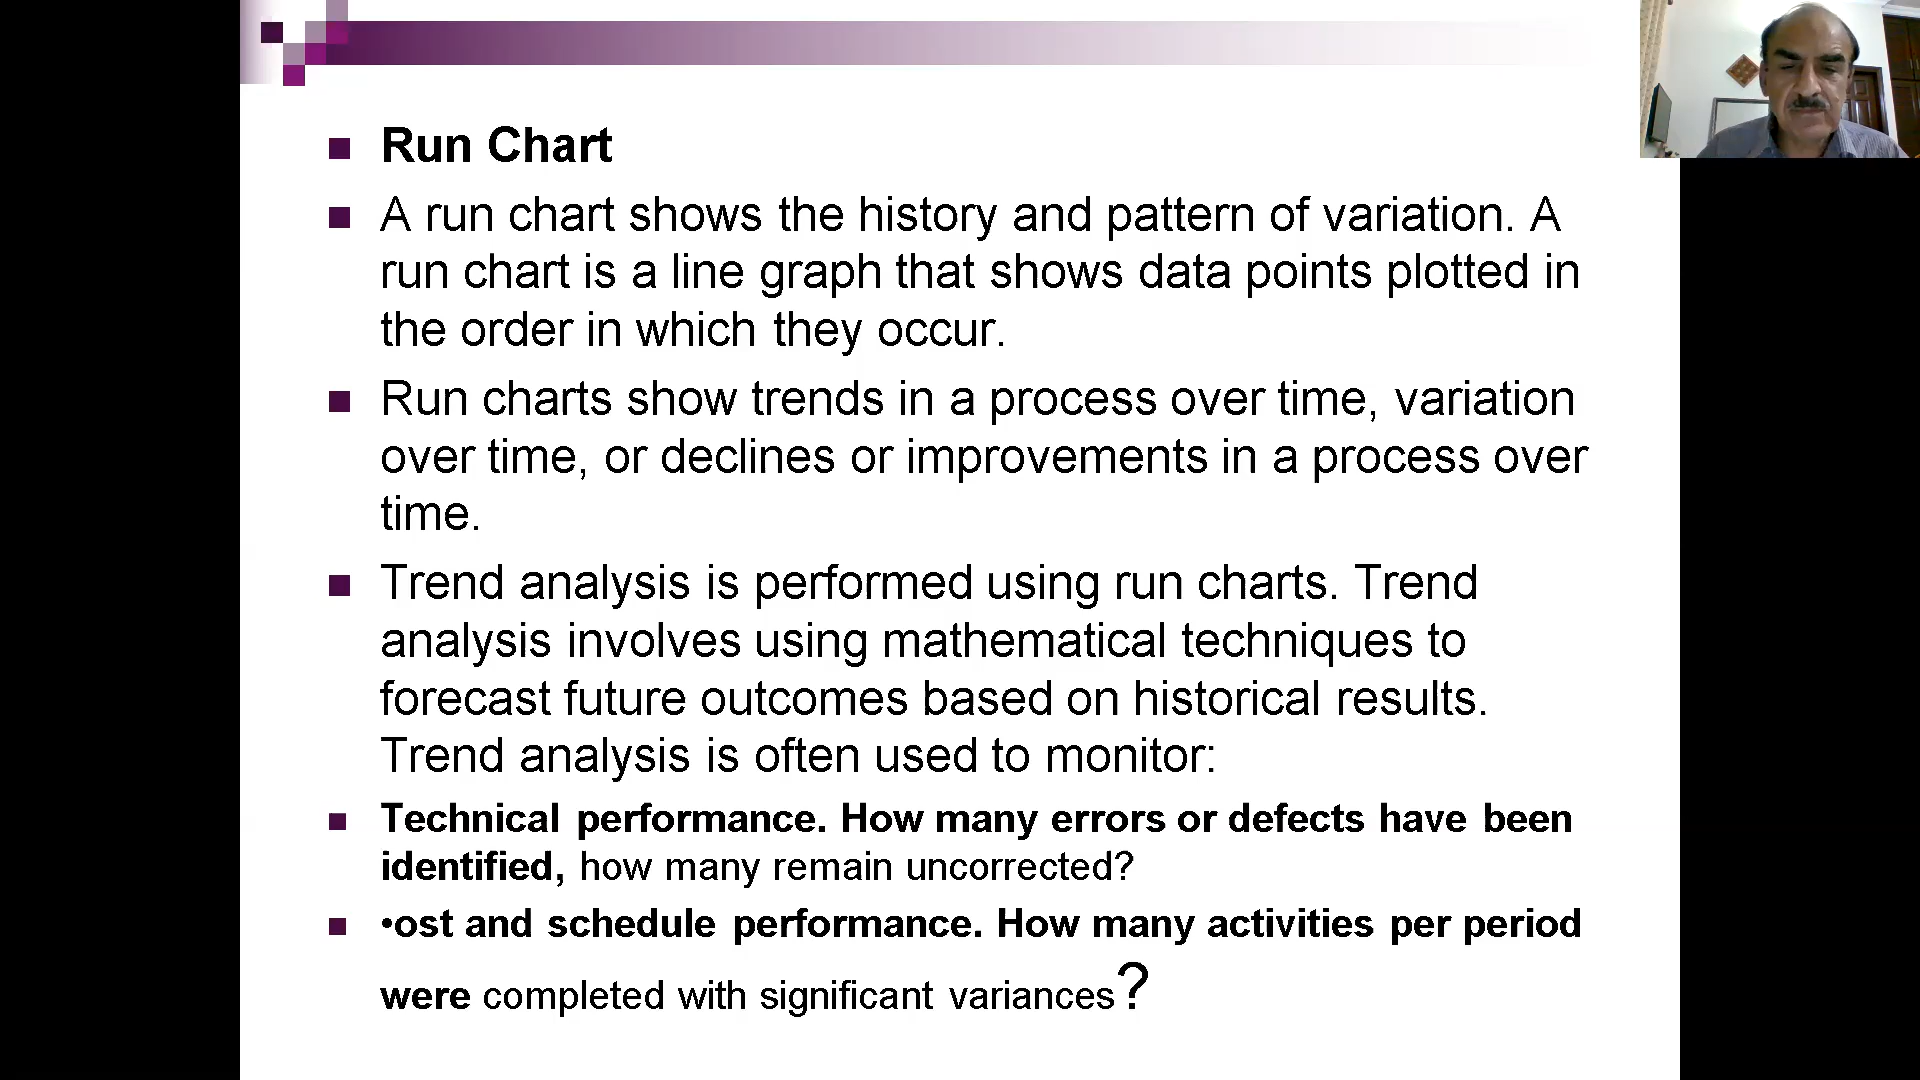 Run Chart
A run chart shows the history and pattern of variation. A
run chart is a line graph that shows data points plotted in
the order in which they occur.
Run charts show trends in a process over time, variation
over time, or declines or improvements in a process over
time.
Trend analysis is performed using run charts. Trend
analysis involves using mathematical techniques to
forecast future outcomes based on historical results.
Trend analysis is often used to monitor:
Technical performance. How many errors or defects have been
identified, how many remain uncorrected?
•ost and schedule performance. How many activities per period
were completed with significant variances?